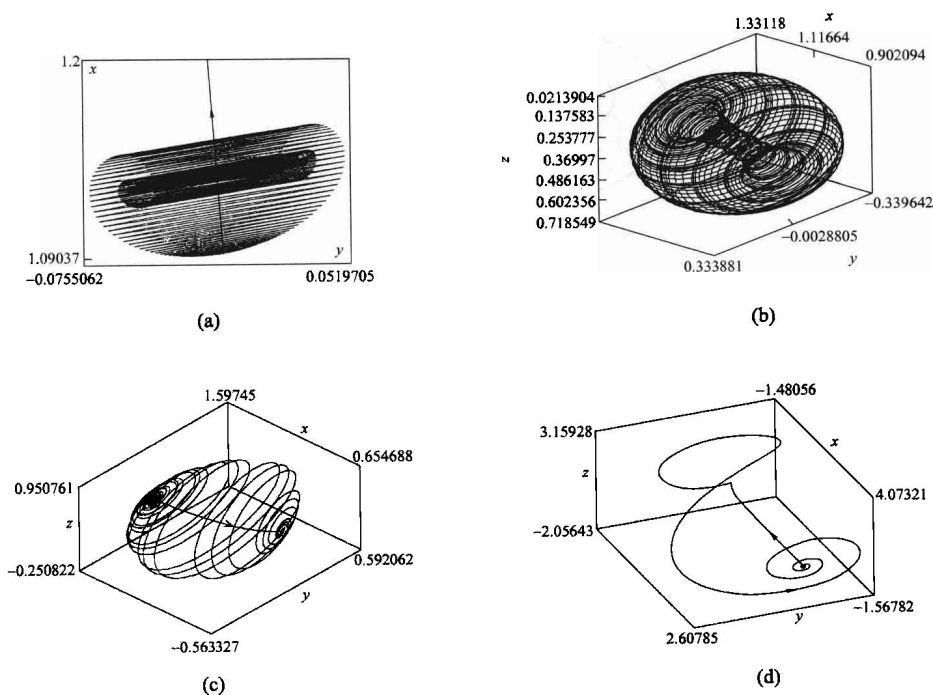 1.2
x
1.09037
y
−0.0755062
0.0519705
(a)
1.33118
x
1.11664
0.902094
0.0213904
0.137583
0.253777
z
0.36997
0.486163
0.602356
0.718549
−0.339642
−0.0028805
0.333881
y
(b)
1.59745
x
0.654688
0.950761
z
−0.250822
0.592062
y
−0.563327
(c)
−1.48056
3.15928
x
z
4.07321
−2.05643
−1.56782
2.60785
y
(d)